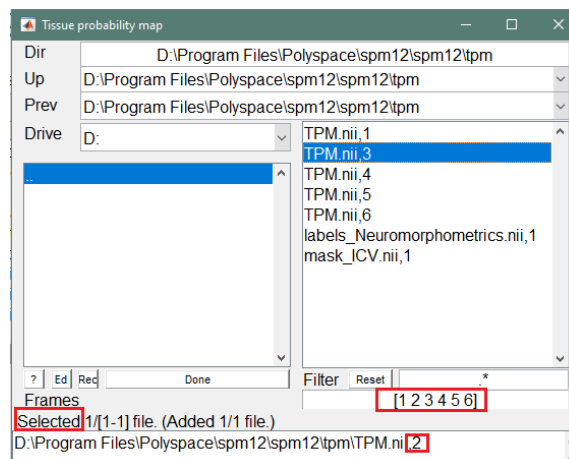 Tissue probability map
Dir D:\Program Files\Polyspace\spm12\spm12\tpm
Up D:\Program Files\Polyspace\spm12\spm12\tpm
Prev D:\Program Files\Polyspace\spm12\spm12\tpm
Drive D:
TPM.nii,1
TPM.nii,3
TPM.nii,4
TPM.nii,5
TPM.nii,6
labels_Neuromorphometrics.nii,1
mask_ICV.nii,1
..
? Ed Rec Done Filter Reset .*
Frames [1 2 3 4 5 6]
Selected 1/[1-1] file. (Added 1/1 file.)
D:\Program Files\Polyspace\spm12\spm12\tpm\TPM.nii,2